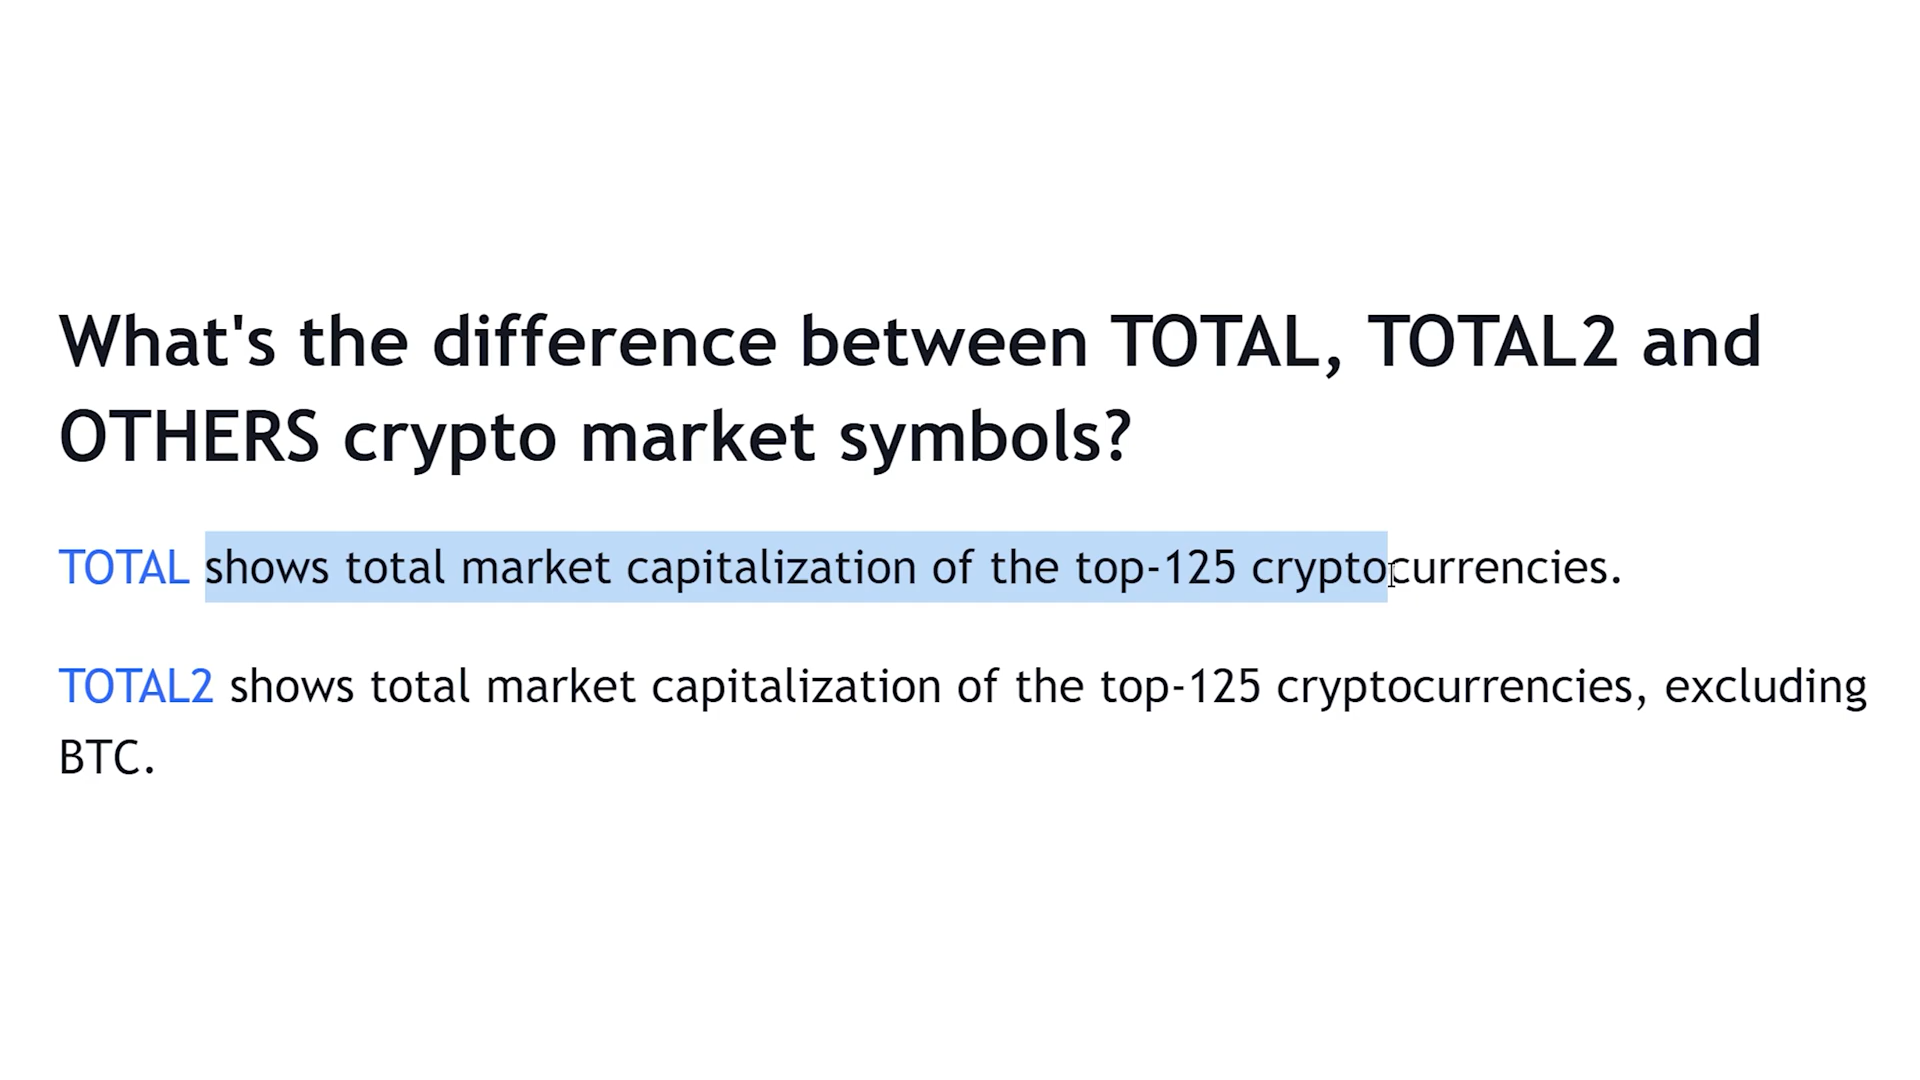 What's the difference between TOTAL, TOTAL2 and
OTHERS crypto market symbols?
TOTAL shows total market capitalization of the top-125 cryptocurrencies.
TOTAL2 shows total market capitalization of the top-125 cryptocurrencies, excluding
BTC.